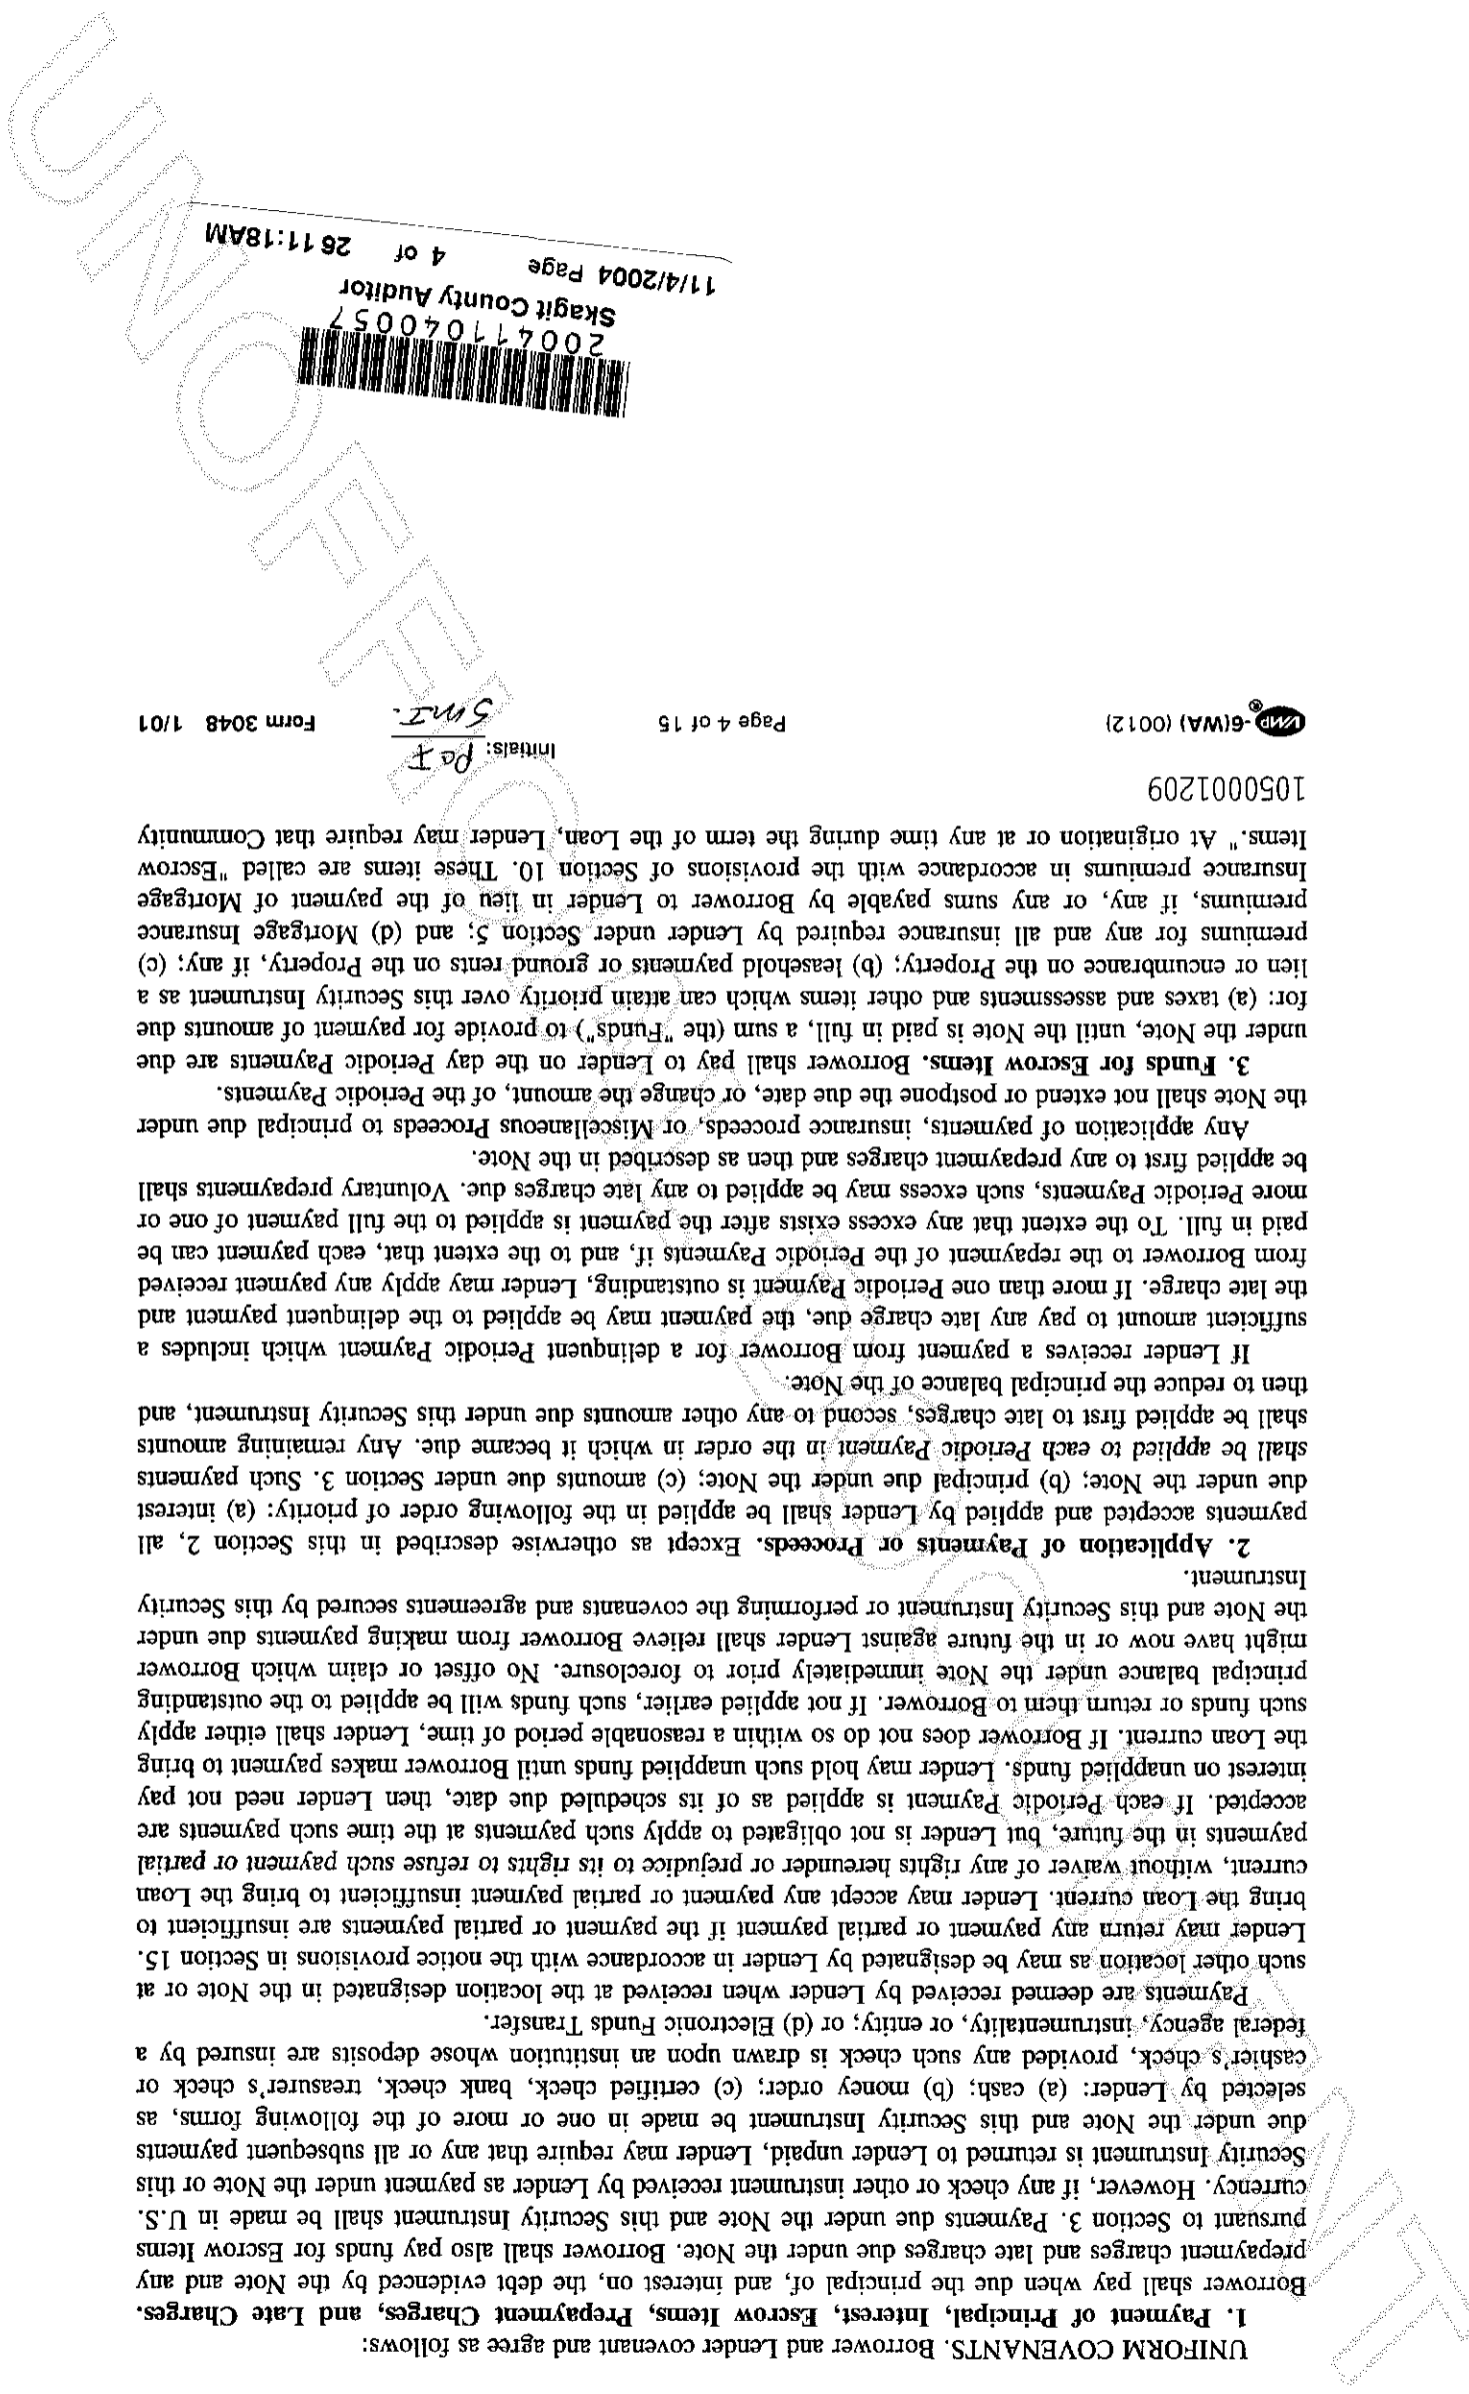 UNIFORM COVENANTS. Borrower and Lender covenant and agree as follows:
1. Payment of Principal, Interest, Escrow Items, Prepayment Charges, and Late Charges.
Borrower shall pay when due the principal of, and interest on, the debt evidenced by the Note and any
prepayment charges and late charges due under the Note. Borrower shall also pay funds for Escrow Items
pursuant to Section 3. Payments due under the Note and this Security Instrument shall be made in U.S.
currency. However, if any check or other instrument received by Lender as payment under the Note or this
Security Instrument is returned to Lender unpaid, Lender may require that any or all subsequent payments
due under the Note and this Security Instrument be made in one or more of the following forms, as
selected by Lender: (a) cash; (b) money order; (c) certified check, bank check, treasurer's check or
cashier's check, provided any such check is drawn upon an institution whose deposits are insured by a
federal agency, instrumentality, or entity; or (d) Electronic Funds Transfer.
Payments are deemed received by Lender when received at the location designated in the Note or at
such other location as may be designated by Lender in accordance with the notice provisions in Section 15.
Lender may return any payment or partial payment if the payment or partial payments are insufficient to
bring the Loan current. Lender may accept any payment or partial payment insufficient to bring the Loan
current, without waiver of any rights hereunder or prejudice to its rights to refuse such payment or partial
payments in the future, but Lender is not obligated to apply such payments at the time such payments are
accepted. If each Periodic Payment is applied as of its scheduled due date, then Lender need not pay
interest on unapplied funds. Lender may hold such unapplied funds until Borrower makes payment to bring
the Loan current. If Borrower does not do so within a reasonable period of time, Lender shall either apply
such funds or return them to Borrower. If not applied earlier, such funds will be applied to the outstanding
principal balance under the Note immediately prior to foreclosure. No offset or claim which Borrower
might have now or in the future against Lender shall relieve Borrower from making payments due under
the Note and this Security Instrument or performing the covenants and agreements secured by this Security
Instrument.
2. Application of Payments or Proceeds. Except as otherwise described in this Section 2, all
payments accepted and applied by Lender shall be applied in the following order of priority: (a) interest
due under the Note; (b) principal due under the Note; (c) amounts due under Section 3. Such payments
shall be applied to each Periodic Payment in the order in which it became due. Any remaining amounts
shall be applied first to late charges, second to any other amounts due under this Security Instrument, and
then to reduce the principal balance of the Note.
If Lender receives a payment from Borrower for a delinquent Periodic Payment which includes a
sufficient amount to pay any late charge due, the payment may be applied to the delinquent payment and
the late charge. If more than one Periodic Payment is outstanding, Lender may apply any payment received
from Borrower to the repayment of the Periodic Payments if, and to the extent that, each payment can be
paid in full. To the extent that any excess exists after the payment is applied to the full payment of one or
more Periodic Payments, such excess may be applied to any late charges due. Voluntary prepayments shall
be applied first to any prepayment charges and then as described in the Note.
Any application of payments, insurance proceeds, or Miscellaneous Proceeds to principal due under
the Note shall not extend or postpone the due date, or change the amount, of the Periodic Payments.
3. Funds for Escrow Items. Borrower shall pay to Lender on the day Periodic Payments are due
under the Note, until the Note is paid in full, a sum (the "Funds") to provide for payment of amounts due
for: (a) taxes and assessments and other items which can attain priority over this Security Instrument as a
lien or encumbrance on the Property; (b) leasehold payments or ground rents on the Property, if any; (c)
premiums for any and all insurance required by Lender under Section 5; and (d) Mortgage Insurance
premiums, if any, or any sums payable by Borrower to Lender in lieu of the payment of Mortgage
Insurance premiums in accordance with the provisions of Section 10. These items are called "Escrow
Items." At origination or at any time during the term of the Loan, Lender may require that Community
1050001209
Initials: PaI
VMP®-6(WA) (0012) Page 4 of 15 SMI. Form 3048 1/01
200411040057
Skagit County Auditor
11/4/2004 Page 4 of 26 11:18AM
UNOFFICIAL DOCUMENT